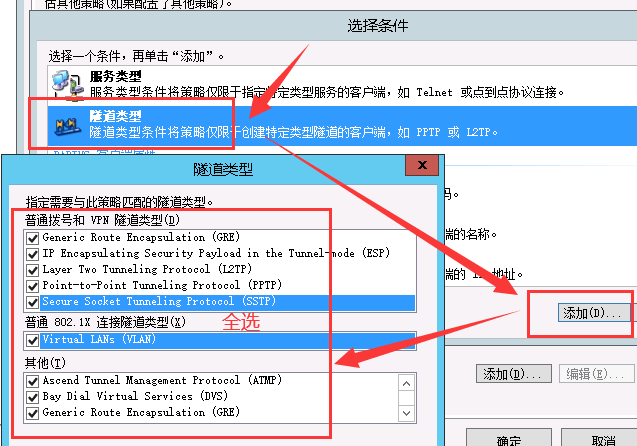 估其他策略(如果配置了其他策略)。
选择条件
选择一个条件，再单击“添加”。
服务类型
服务类型条件将策略仅限于指定特定类型服务的客户端，如 Telnet 或点到点协议连接。
隧道类型
隧道类型条件将策略仅限于创建特定类型隧道的客户端，如 PPTP 或 L2TP。
隧道类型
x
指定需要与此策略匹配的隧道类型。
码。
普通拨号和 VPN 隧道类型(D)
Generic Route Encapsulation (GRE)
端的名称。
IP Encapsulating Security Payload in the Tunnel-mode (ESP)
Layer Two Tunneling Protocol (L2TP)
端的 地址。
Point-to-Point Tunneling Protocol (PPTP)
Secure Socket Tunneling Protocol (SSTP)
添加(D)...
普通 802.1X 连接隧道类型(X)
全选
Virtual LANs (VLAN)
其他(T)
添加(D)...
编辑(E)...
Ascend Tunnel Management Protocol (ATMP)
Bay Dial Virtual Services (DVS)
Generic Route Encapsulation (GRE)
确定
取消